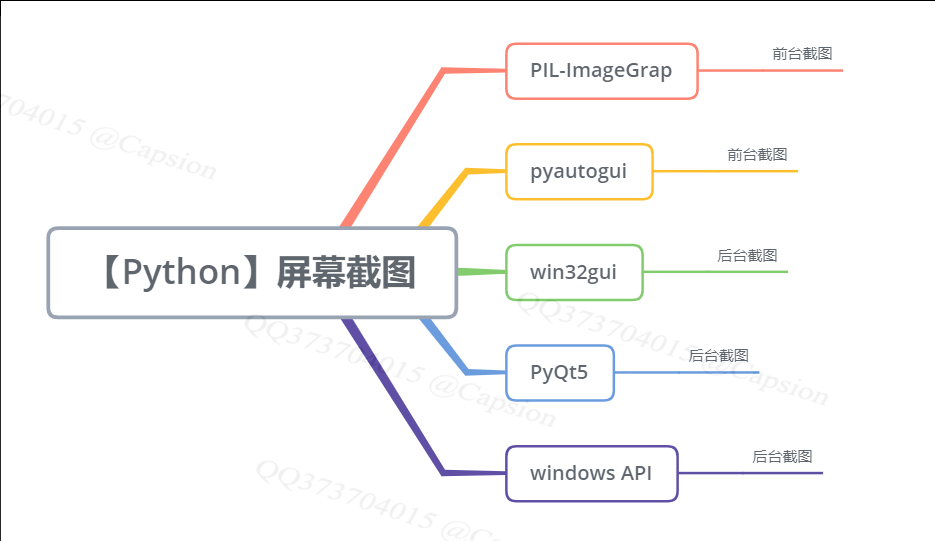 PIL-ImageGrap
前台截图
pyautogui
前台截图
【Python】屏幕截图
win32gui
后台截图
PyQt5
后台截图
windows API
后台截图
704015 @Capsion
QQ373704015 @Capsion
QQ373704015 @Capsion
QQ373704015 @Ca